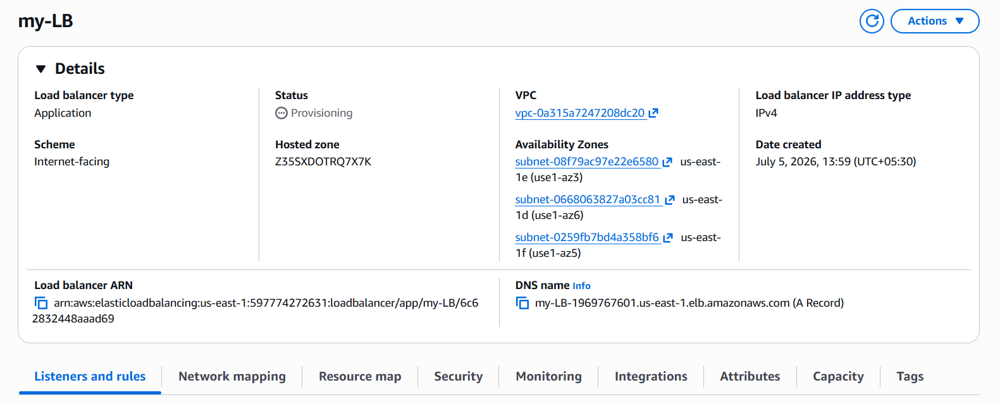 my-LB
Actions
Details
Load balancer type
Application
Status
Provisioning
VPC
vpc-0a315a7247208dc20
Load balancer IP address type
IPv4
Scheme
Internet-facing
Hosted zone
Z35SXDOTRQ7X7K
Availability Zones
subnet-08f79ac97e22e6580 us-east-
1e (use1-az3)
subnet-0668063827a03cc81 us-east-
1d (use1-az6)
subnet-0259fb7bd4a358bf6 us-east-
1f (use1-az5)
Date created
July 5, 2026, 13:59 (UTC+05:30)
Load balancer ARN
arn:aws:elasticloadbalancing:us-east-1:597774272631:loadbalancer/app/my-LB/6c6
2832448aaad69
DNS name Info
my-LB-1969767601.us-east-1.elb.amazonaws.com (A Record)
Listeners and rules
Network mapping
Resource map
Security
Monitoring
Integrations
Attributes
Capacity
Tags